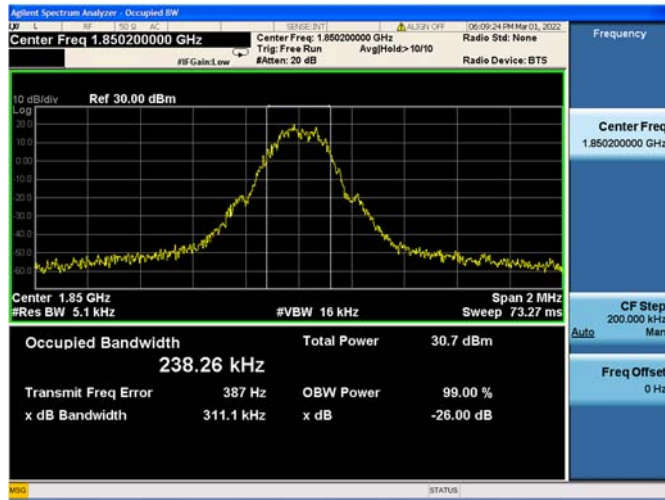 Agilent Spectrum Analyzer - Occupied BW
LXI L RF 50 Ω AC SENSE:INT ALIGN OFF 06:09:24 PM Mar 01, 2022
Center Freq 1.850200000 GHz
Center Freq: 1.850200000 GHz
Radio Std: None
Trig: Free Run Avg|Hold:>10/10
#IFGain:Low #Atten: 20 dB Radio Device: BTS
Frequency
10 dB/div Ref 30.00 dBm
Log
20.0
10.0
0.00
-10.0
-20.0
-30.0
-40.0
-50.0
-60.0
Center 1.85 GHz Span 2 MHz
#Res BW 5.1 kHz #VBW 16 kHz Sweep 73.27 ms
Occupied Bandwidth Total Power 30.7 dBm
238.26 kHz
Transmit Freq Error 387 Hz OBW Power 99.00 %
x dB Bandwidth 311.1 kHz x dB -26.00 dB
Center Freq
1.850200000 GHz
CF Step
200.000 kHz
Auto Man
Freq Offset
0 Hz
MSG STATUS